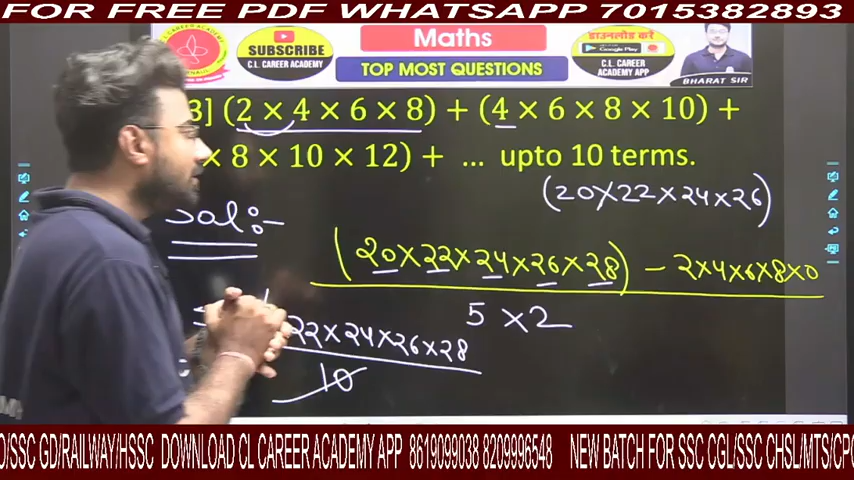 FOR FREE PDF WHATSAPP 7015382893
C.L. CAREER ACADEMY
SUBSCRIBE
C.L. CAREER ACADEMY
Maths
TOP MOST QUESTIONS
डाउनलोड करें
Google Play
CAREER
ACADEMY APP
BHARAT SIR
3] (2 × 4 × 6 × 8) + (4 × 6 × 8 × 10) +
× 8 × 10 × 12) + ... upto 10 terms.
(20×22×24×26)
Sol:-
(20×22×24×26×28) - 2×4×6×8×0
5 ×2
22×24×26×28
10
O/SSC GD/RAILWAY/HSSC DOWNLOAD CL CAREER ACADEMY APP 8619099038 8209996548 NEW BATCH FOR SSC CGL/SSC CHSL/MTS/CPO